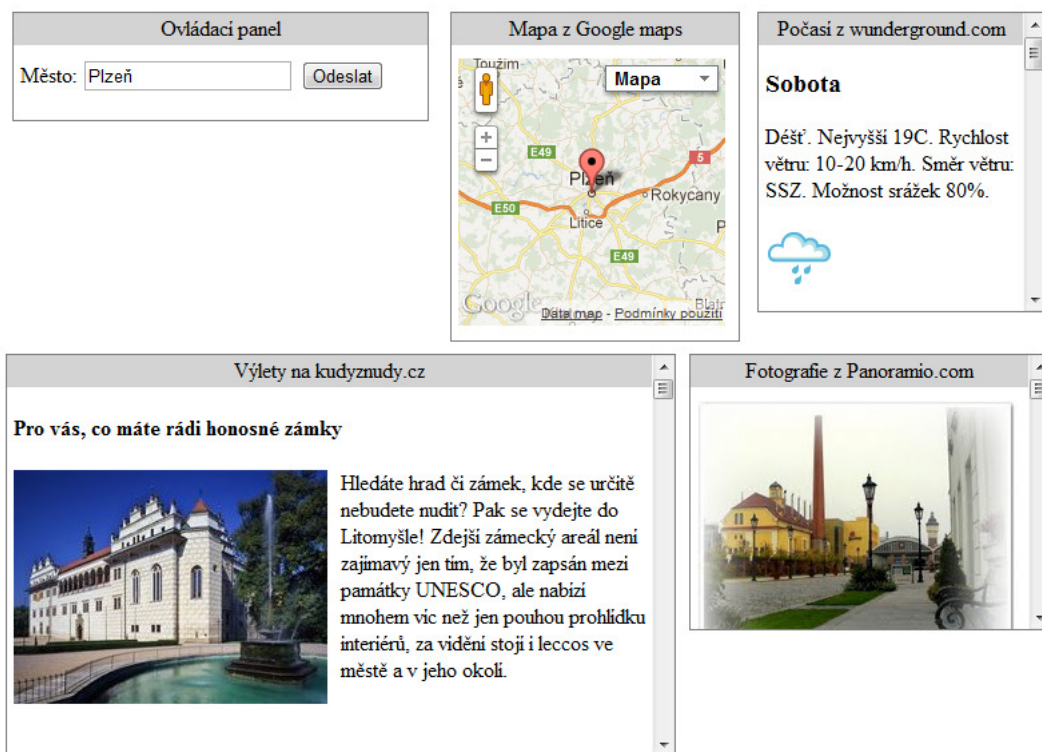 Ovládací panel
Město: Plzeň Odeslat
Mapa z Google maps
Toužim
Mapa
E49
5
Plzeň
Rokycany
E50
Litice
E49
Google
Data map - Podmínky použití
Počasí z wunderground.com
Sobota
Déšť. Nejvyšší 19C. Rychlost
větru: 10-20 km/h. Směr větru:
SSZ. Možnost srážek 80%.
Výlety na kudyznudy.cz
Pro vás, co máte rádi honosné zámky
Hledáte hrad či zámek, kde se určitě
nebudete nudit? Pak se vydejte do
Litomyšle! Zdejší zámecký areál není
zajímavý jen tím, že byl zapsán mezi
památky UNESCO, ale nabízí
mnohem víc než jen pouhou prohlídku
interiérů, za vidění stojí i leccos ve
městě a v jeho okolí.
Fotografie z Panoramio.com